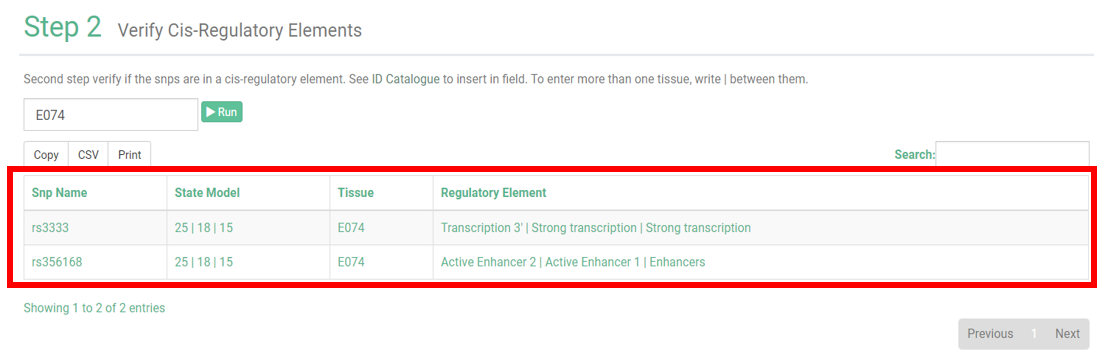 Step 2 Verify Cis-Regulatory Elements
Second step verify if the snps are in a cis-regulatory element. See ID Catalogue to insert in field. To enter more than one tissue, write | between them.
E074 Run
Copy CSV Print Search:
Snp Name State Model Tissue Regulatory Element
rs3333 25 | 18 | 15 E074 Transcription 3' | Strong transcription | Strong transcription
rs356168 25 | 18 | 15 E074 Active Enhancer 2 | Active Enhancer 1 | Enhancers
Showing 1 to 2 of 2 entries
Previous 1 Next